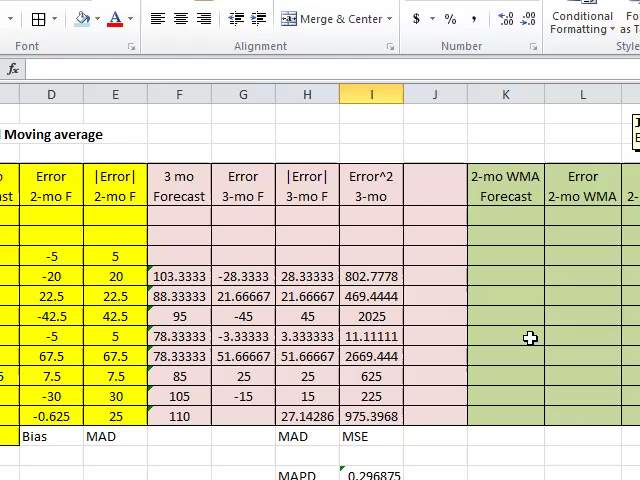 Merge & Center $ % , .00 .0 Conditional Fo
Formatting as Ta
Font Alignment Number Style
fx
D E F G H I J K L
Moving average
Error |Error| 3 mo Error |Error| Error^2 2-mo WMA Error
2-mo F 2-mo F Forecast 3-mo F 3-mo F 3-mo Forecast 2-mo WMA 2-
-5 5
-20 20 103.3333 -28.3333 28.33333 802.7778
22.5 22.5 88.33333 21.66667 21.66667 469.4444
-42.5 42.5 95 -45 45 2025
-5 5 78.33333 -3.33333 3.333333 11.11111
67.5 67.5 78.33333 51.66667 51.66667 2669.444
7.5 7.5 85 25 25 625
-30 30 105 -15 15 225
-0.625 25 110 27.14286 975.3968
Bias MAD MAD MSE
MAPD 0.296875